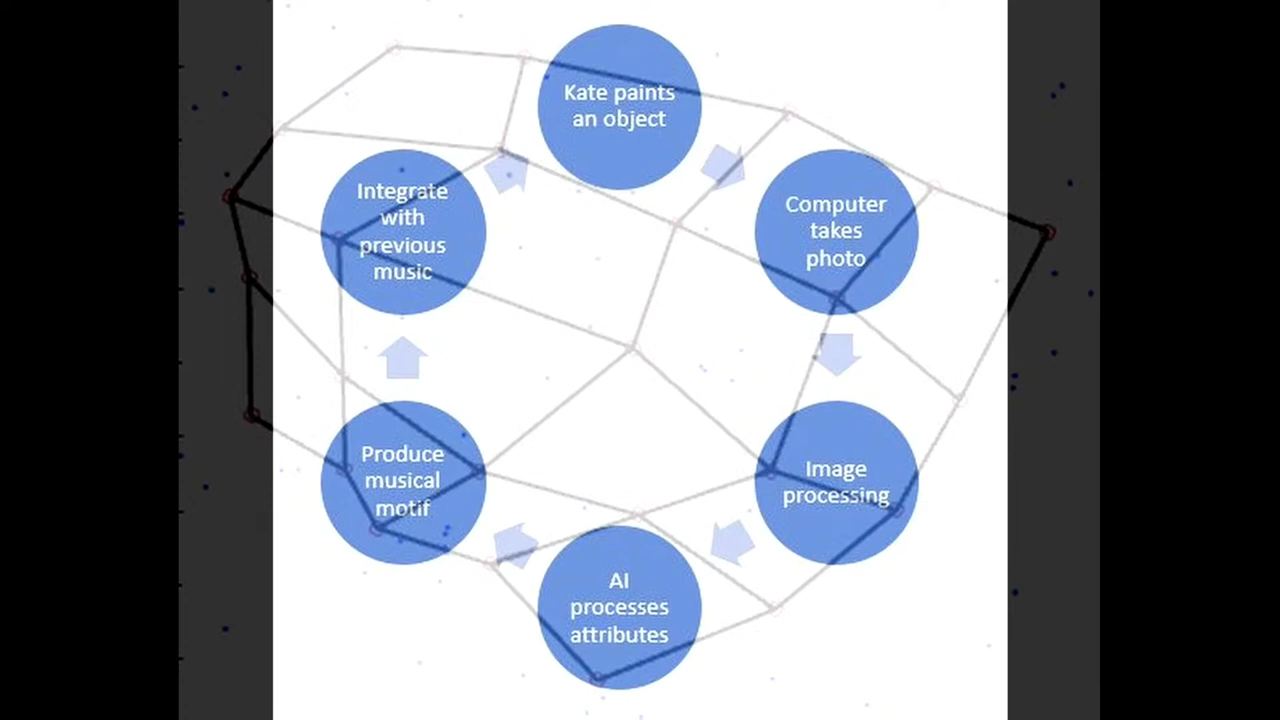 Kate paints
an object
Computer
takes
photo
Image
processing
AI
processes
attributes
Produce
musical
motif
Integrate
with
previous
music